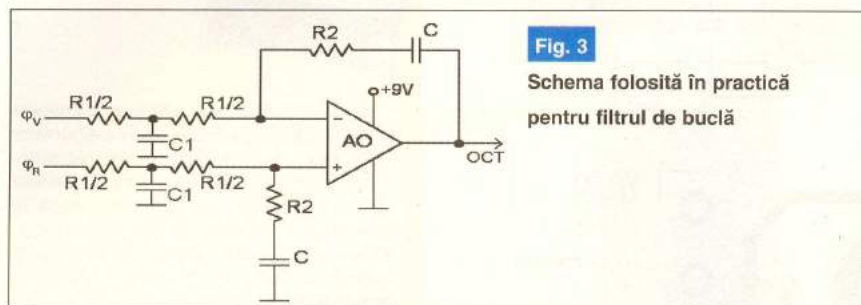 R2
C
Fig. 3
Schema folosită în practică
pentru filtrul de buclă
+9V
R1/2
R1/2
φV
−
C1
AO
OCT
φR
+
R1/2
C1
R1/2
R2
C